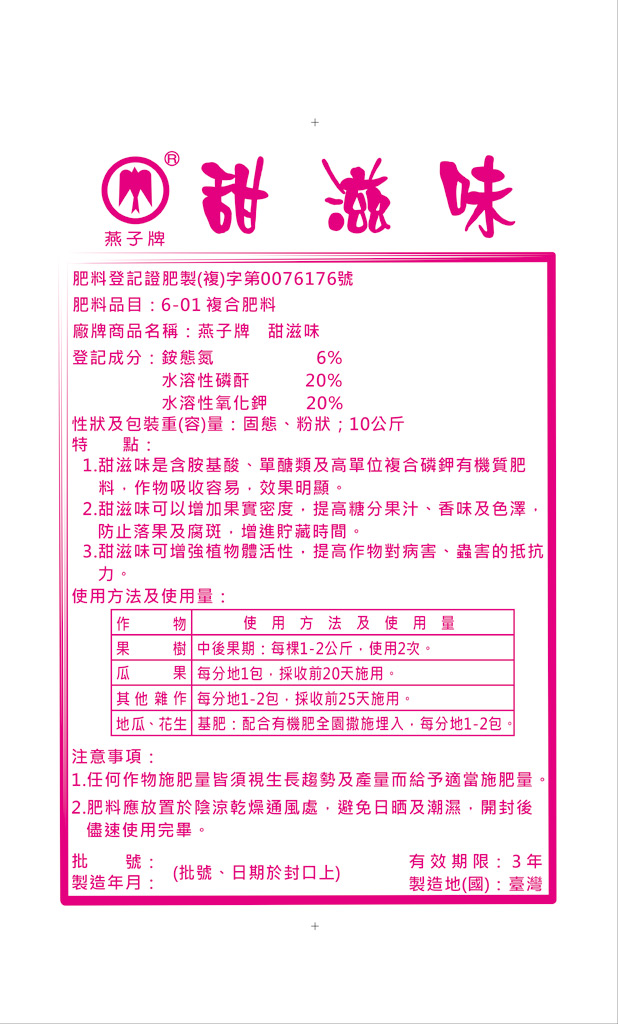 ®
甜滋味
燕子牌
肥料登記證肥製(複)字第0076176號
肥料品目：6-01 複合肥料
廠牌商品名稱：燕子牌　甜滋味
登記成分：銨態氮 6%
水溶性磷酐 20%
水溶性氧化鉀 20%
性狀及包裝重(容)量：固態、粉狀；10公斤
特　點：
1.甜滋味是含胺基酸、單醣類及高單位複合磷鉀有機質肥
料，作物吸收容易，效果明顯。
2.甜滋味可以增加果實密度，提高糖分果汁、香味及色澤，
防止落果及腐斑，增進貯藏時間。
3.甜滋味可增強植物體活性，提高作物對病害、蟲害的抵抗
力。
使用方法及使用量：
作物 使用方法及使用量
果樹 中後果期：每棵1-2公斤，使用2次。
瓜果 每分地1包，採收前20天施用。
其他雜作 每分地1-2包，採收前25天施用。
地瓜、花生 基肥：配合有機肥全園撒施埋入，每分地1-2包。
注意事項：
1.任何作物施肥量皆須視生長趨勢及產量而給予適當施肥量。
2.肥料應放置於陰涼乾燥通風處，避免日晒及潮濕，開封後
儘速使用完畢。
批　號：
製造年月：
(批號、日期於封口上)
有效期限：3年
製造地(國)：臺灣